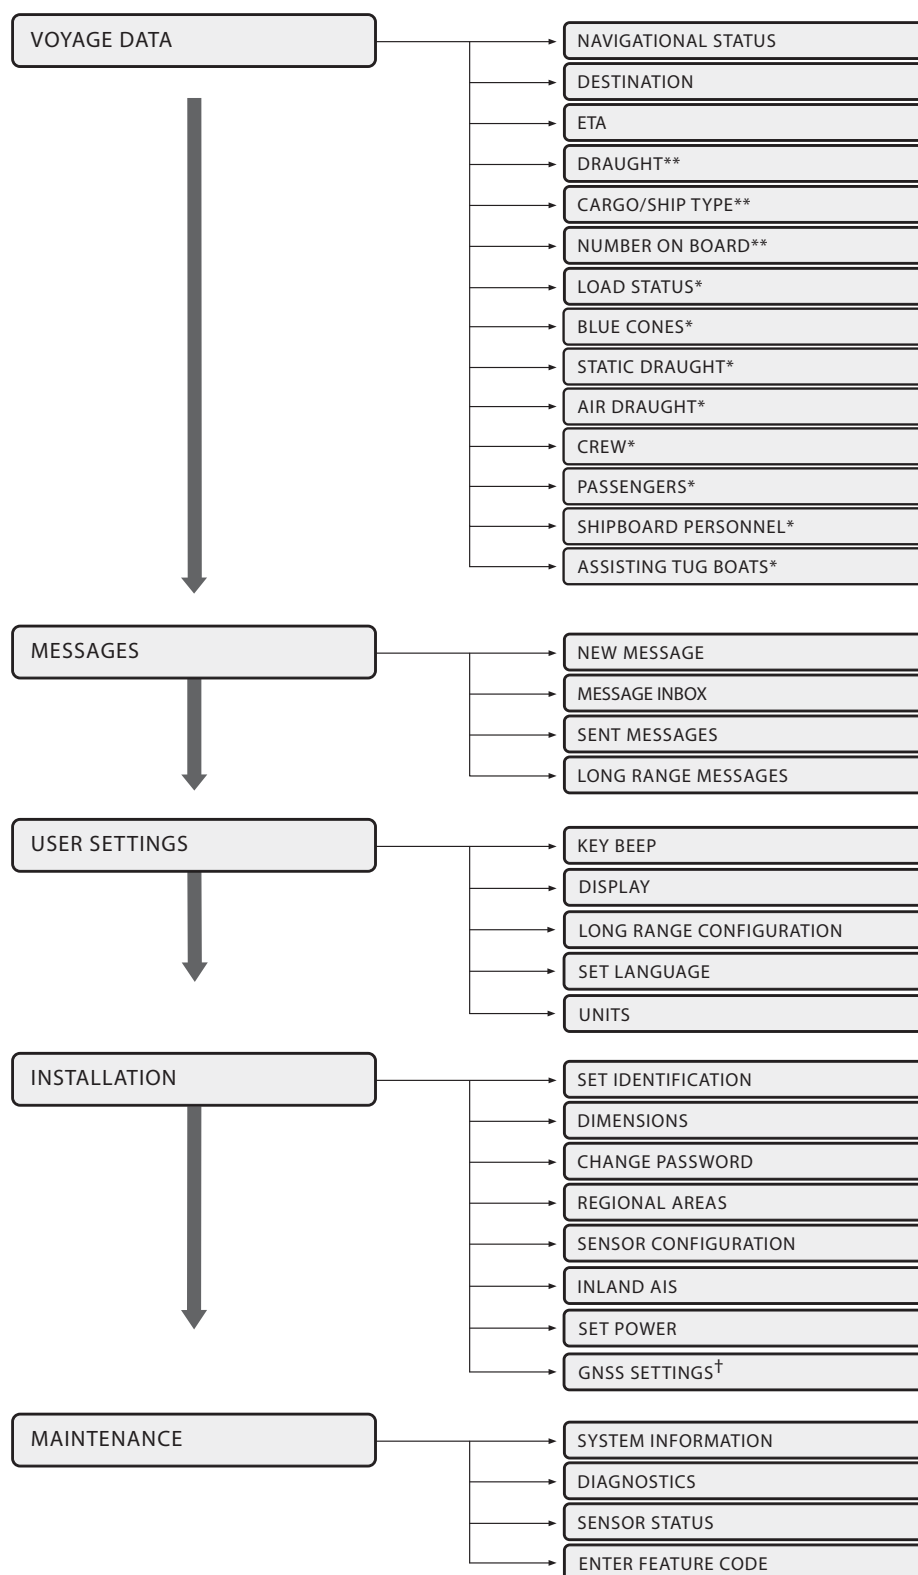 VOYAGE DATA
NAVIGATIONAL STATUS
DESTINATION
ETA
DRAUGHT**
CARGO/SHIP TYPE**
NUMBER ON BOARD**
LOAD STATUS*
BLUE CONES*
STATIC DRAUGHT*
AIR DRAUGHT*
CREW*
PASSENGERS*
SHIPBOARD PERSONNEL*
ASSISTING TUG BOATS*
MESSAGES
NEW MESSAGE
MESSAGE INBOX
SENT MESSAGES
LONG RANGE MESSAGES
USER SETTINGS
KEY BEEP
DISPLAY
LONG RANGE CONFIGURATION
SET LANGUAGE
UNITS
INSTALLATION
SET IDENTIFICATION
DIMENSIONS
CHANGE PASSWORD
REGIONAL AREAS
SENSOR CONFIGURATION
INLAND AIS
SET POWER
GNSS SETTINGS†
MAINTENANCE
SYSTEM INFORMATION
DIAGNOSTICS
SENSOR STATUS
ENTER FEATURE CODE